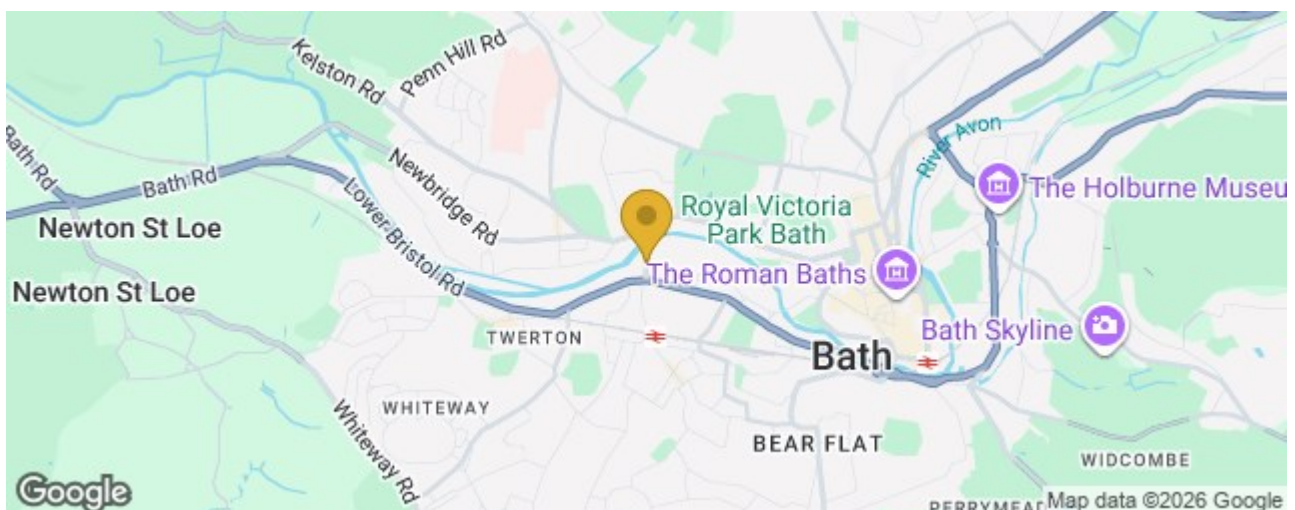 Kelston Rd
Penn Hill Rd
River Avon
Bath Rd
Bath Rd
Newbridge Rd
Lower Bristol Rd
The Holburne Museu
Royal Victoria
Park Bath
Newton St Loe
The Roman Baths
Newton St Loe
TWERTON
Bath Skyline
Bath
WHITEWAY
Whiteway Rd
BEAR FLAT
WIDCOMBE
PERRYMEAD
Google
Map data ©2026 Google